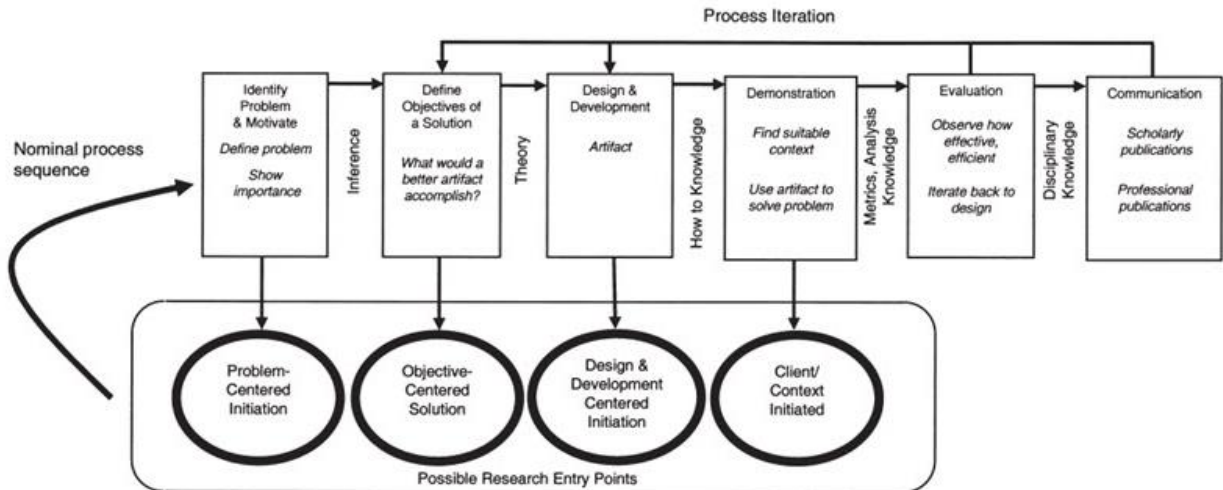 Process Iteration
Nominal process
sequence
Identify
Problem
& Motivate
Define problem
Show
importance
Inference
Define
Objectives of
a Solution
What would a
better artifact
accomplish?
Theory
Design &
Development
Artifact
How to Knowledge
Demonstration
Find suitable
context
Use artifact to
solve problem
Metrics, Analysis
Knowledge
Evaluation
Observe how
effective,
efficient
Iterate back to
design
Disciplinary
Knowledge
Communication
Scholarly
publications
Professional
publications
Problem-
Centered
Initiation
Objective-
Centered
Solution
Design &
Development
Centered
Initiation
Client/
Context
Initiated
Possible Research Entry Points